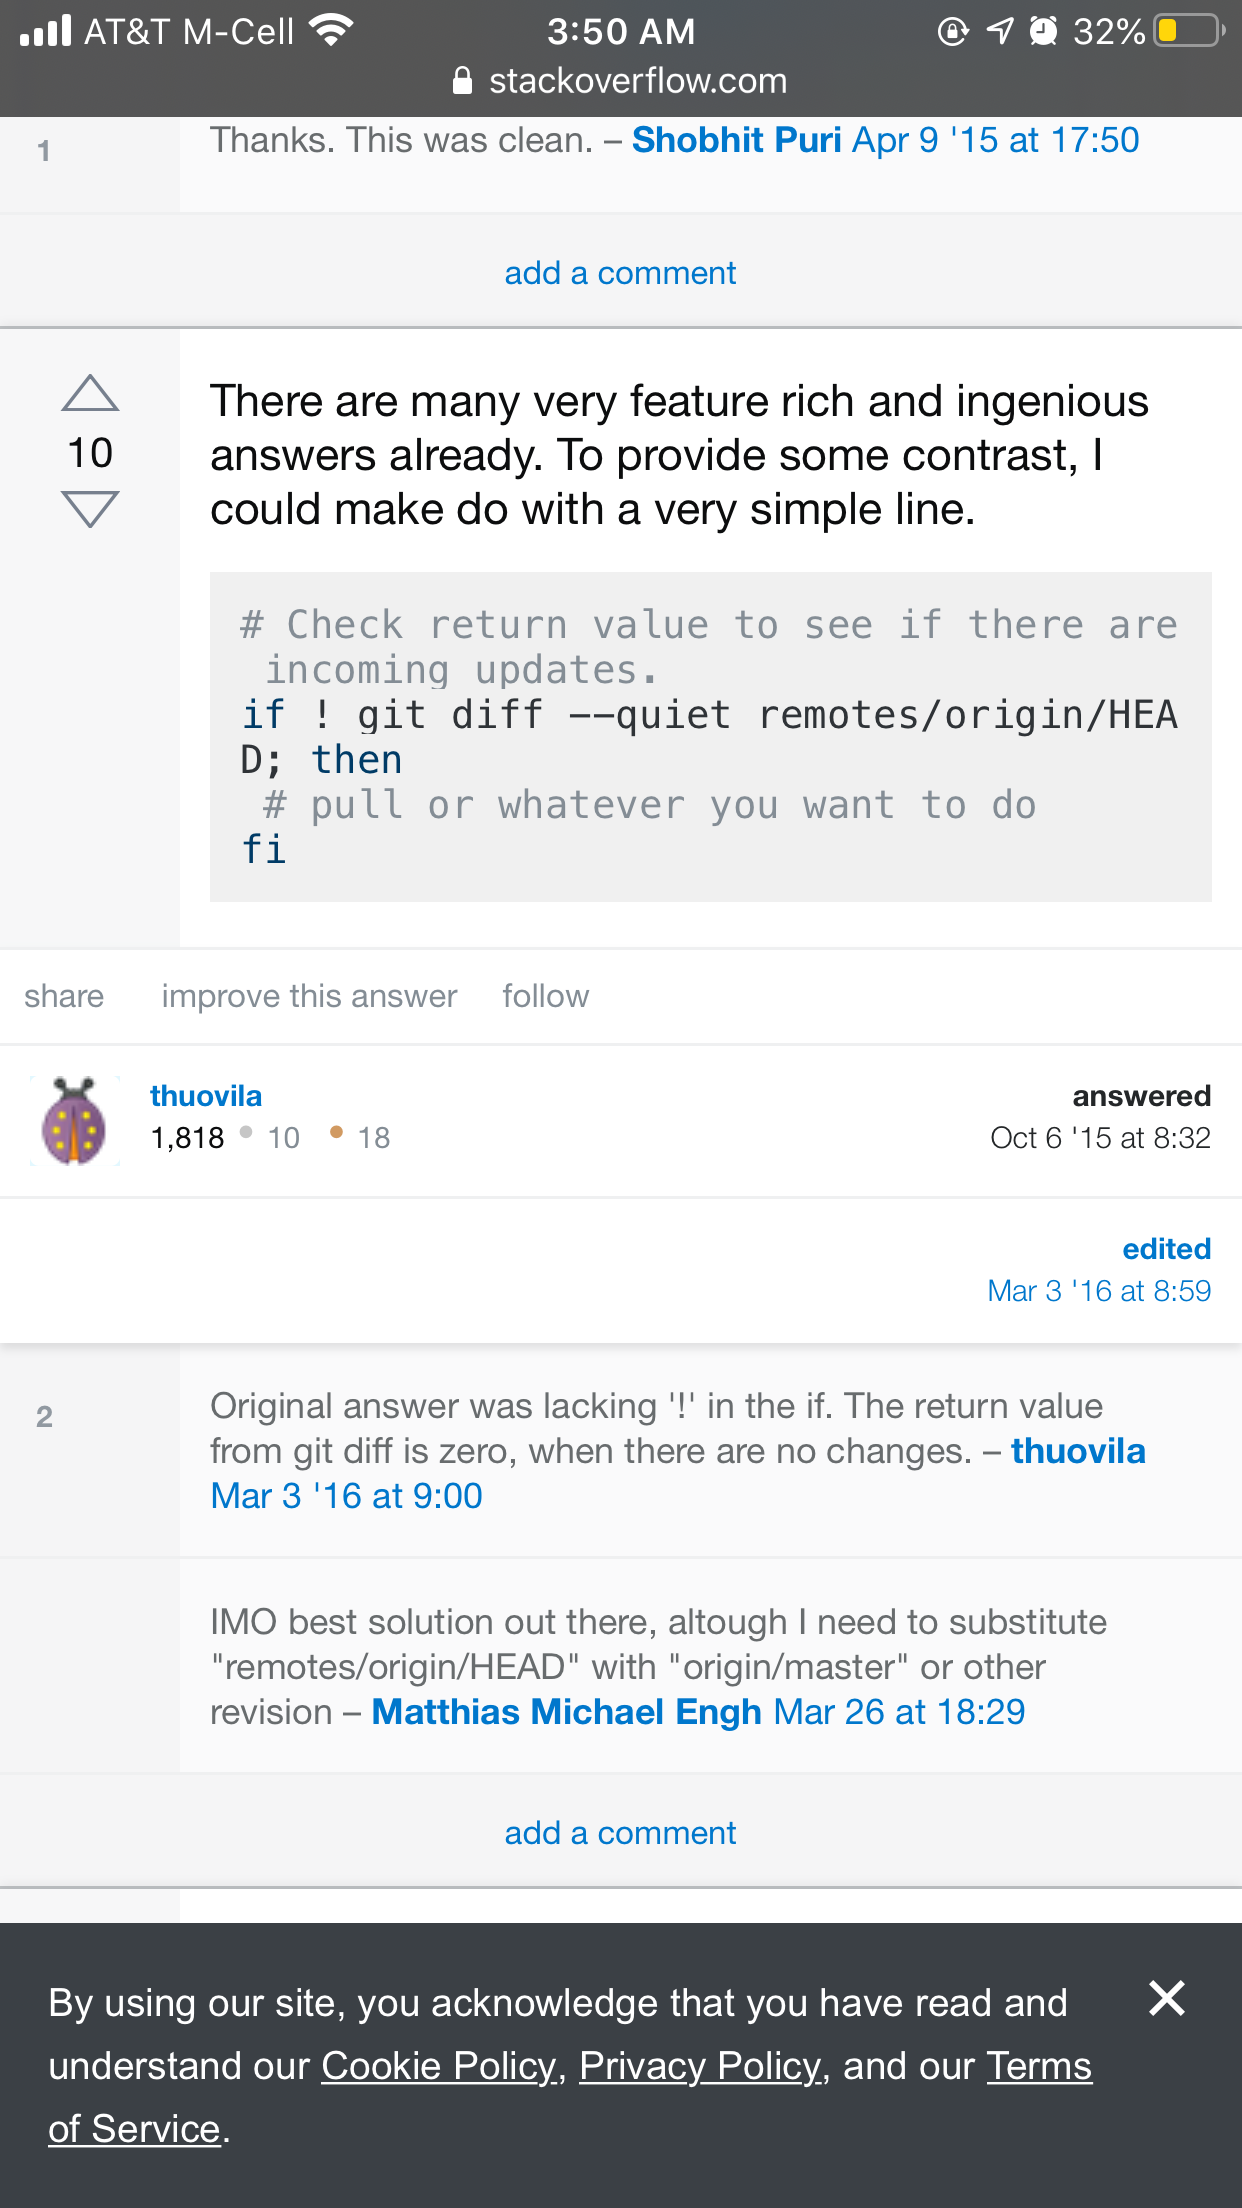 AT&T M-Cell
3:50 AM
32%
stackoverflow.com
1
Thanks. This was clean. – Shobhit Puri Apr 9 '15 at 17:50
add a comment
10
There are many very feature rich and ingenious
answers already. To provide some contrast, I
could make do with a very simple line.
# Check return value to see if there are
incoming updates.
if ! git diff --quiet remotes/origin/HEA
D; then
# pull or whatever you want to do
fi
share improve this answer follow
thuovila
answered
1,818 10 18
Oct 6 '15 at 8:32
edited
Mar 3 '16 at 8:59
2
Original answer was lacking '!' in the if. The return value
from git diff is zero, when there are no changes. – thuovila
Mar 3 '16 at 9:00
IMO best solution out there, altough I need to substitute
"remotes/origin/HEAD" with "origin/master" or other
revision – Matthias Michael Engh Mar 26 at 18:29
add a comment
By using our site, you acknowledge that you have read and
understand our Cookie Policy, Privacy Policy, and our Terms
of Service.